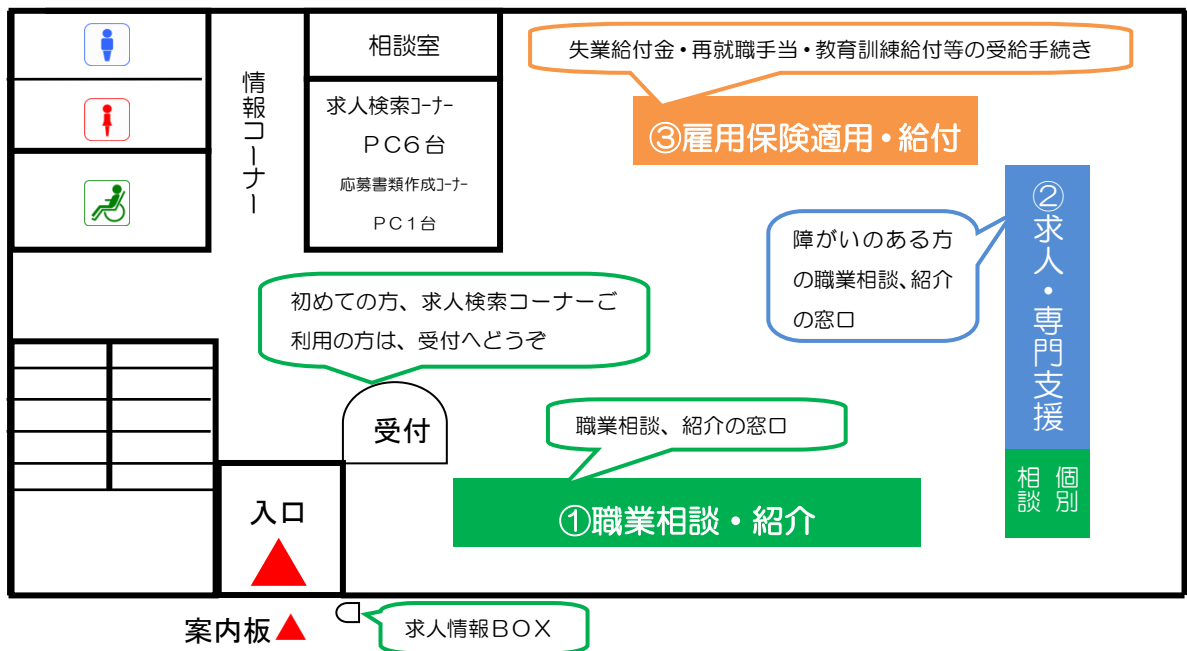 相談室
失業給付金・再就職手当・教育訓練給付等の受給手続き
情報コーナー
求人検索ｺｰﾅｰ
ＰＣ６台
応募書類作成ｺｰﾅｰ
ＰＣ１台
③雇用保険適用・給付
②求人・専門支援
障がいのある方
の職業相談、紹介
の窓口
初めての方、求人検索コーナーご
利用の方は、受付へどうぞ
受付
職業相談、紹介の窓口
個別
相談
入口
①職業相談・紹介
案内板
求人情報ＢＯＸ